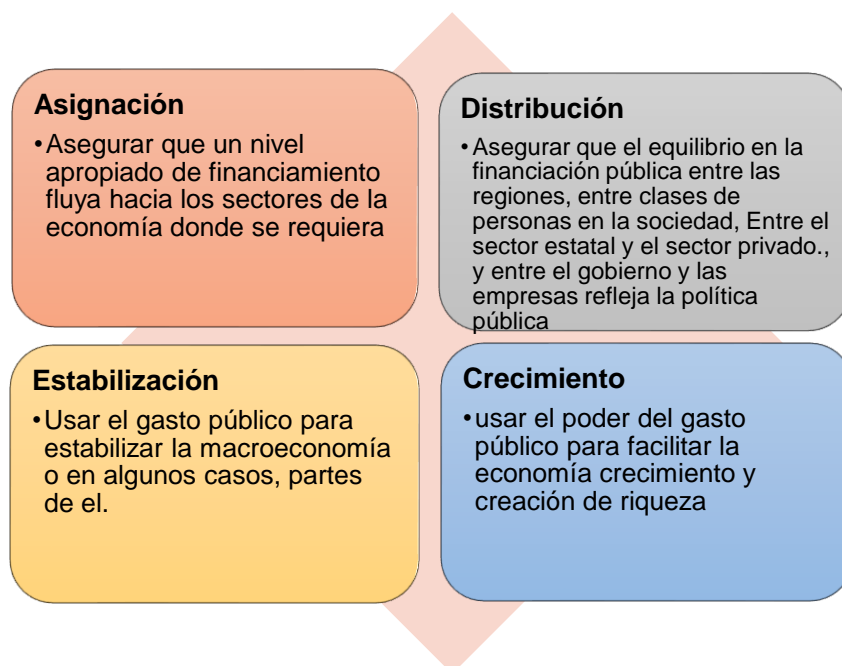 Asignación
•Asegurar que un nivel
apropiado de financiamiento
fluya hacia los sectores de la
economía donde se requiera
Distribución
•Asegurar que el equilibrio en la
financiación pública entre las
regiones, entre clases de
personas en la sociedad, Entre el
sector estatal y el sector privado.,
y entre el gobierno y las
empresas refleja la política
pública
Estabilización
•Usar el gasto público para
estabilizar la macroeconomía
o en algunos casos, partes
de el.
Crecimiento
•usar el poder del gasto
público para facilitar la
economía crecimiento y
creación de riqueza